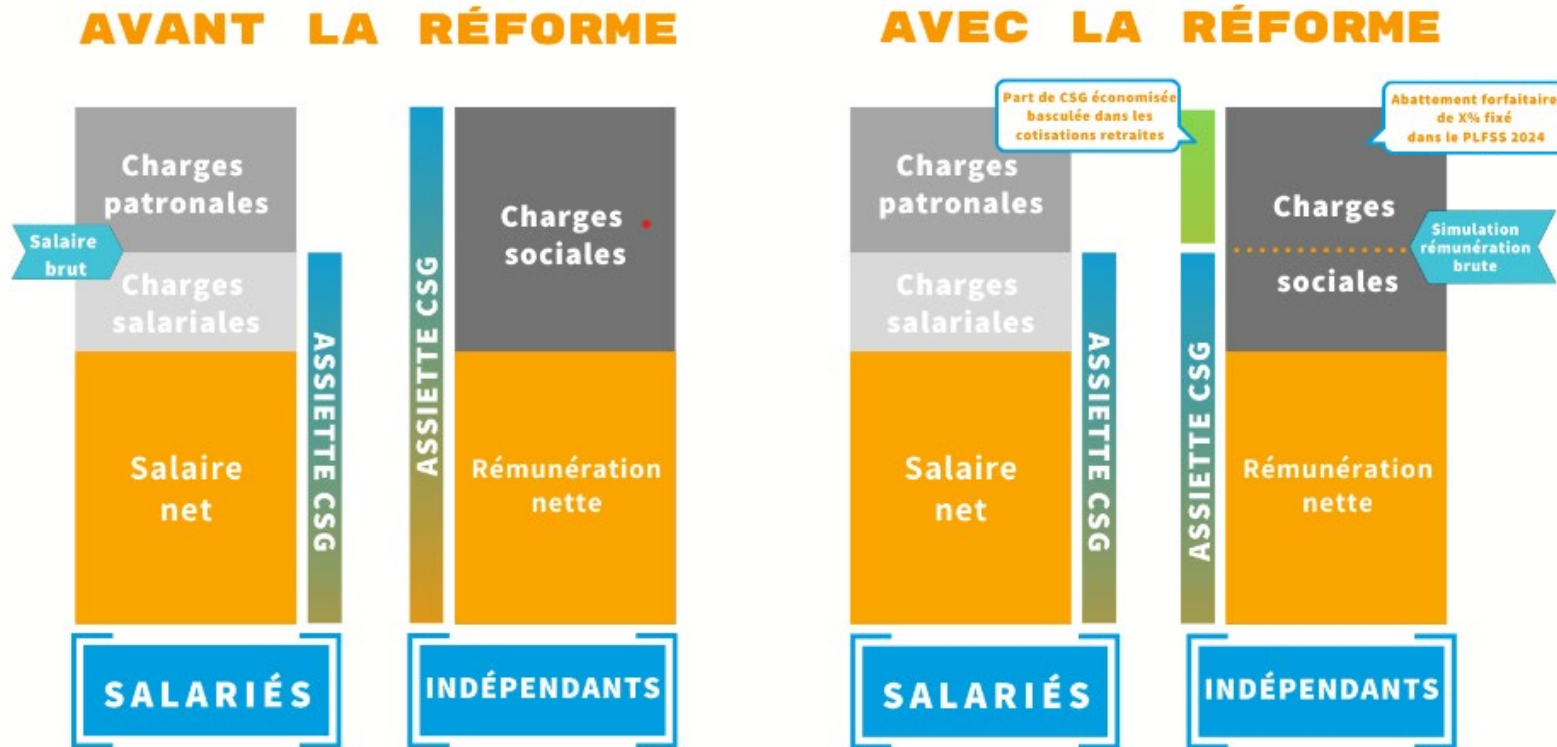 AVANT LA RÉFORME
Charges
patronales
Salaire
brut
Charges
salariales
Salaire
net
ASSIETTE CSG
SALARIÉS
ASSIETTE CSG
Charges
sociales
Rémunération
nette
INDÉPENDANTS
AVEC LA RÉFORME
Part de CSG économisée
basculée dans les
cotisations retraites
Abattement forfaitaire
de X% fixé
dans le PLFSS 2024
Charges
patronales
Charges
salariales
Salaire
net
ASSIETTE CSG
SALARIÉS
ASSIETTE CSG
Charges
sociales
Simulation
rémunération
brute
Rémunération
nette
INDÉPENDANTS